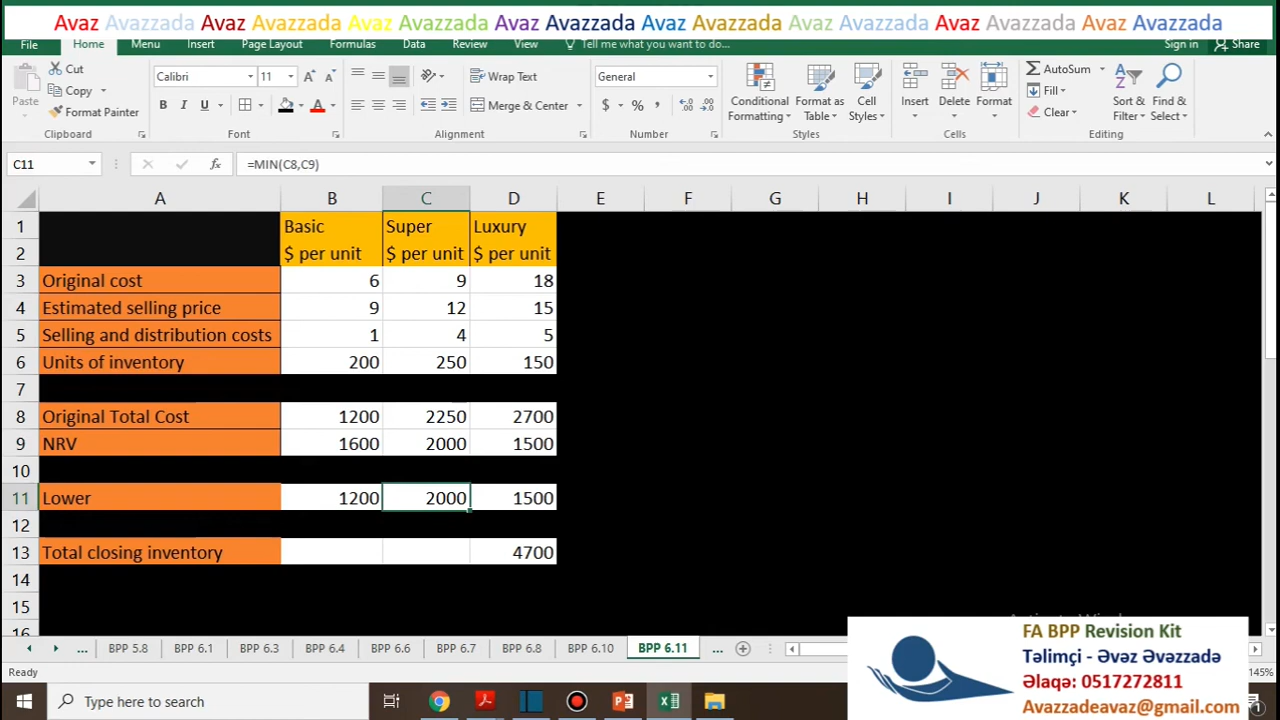 Avaz Avazzada Avaz Avazzada Avaz Avazzada Avaz Avazzada Avaz Avazzada Avaz Avazzada Avaz Avazzada Avaz Avazzada
File Home Menu Insert Page Layout Formulas Data Review View Tell me what you want to do... Sign in Share
Paste Cut Copy Format Painter Clipboard
Calibri 11 B I U Font
Wrap Text Merge & Center Alignment
General $ % , Number
Conditional Formatting Format as Table Cell Styles Styles
Insert Delete Format Cells
AutoSum Fill Clear Sort & Filter Find & Select Editing
C11 fx =MIN(C8,C9)
A B C D E F G H I J K L
1 Basic Super Luxury
2 $ per unit $ per unit $ per unit
3 Original cost 6 9 18
4 Estimated selling price 9 12 15
5 Selling and distribution costs 1 4 5
6 Units of inventory 200 250 150
7
8 Original Total Cost 1200 2250 2700
9 NRV 1600 2000 1500
10
11 Lower 1200 2000 1500
12
13 Total closing inventory 4700
14
15
16
... BPP 5.8 BPP 6.1 BPP 6.3 BPP 6.4 BPP 6.6 BPP 6.7 BPP 6.8 BPP 6.10 BPP 6.11 ...
Ready 145%
FA BPP Revision Kit
Təlimçi - Əvəz Əvəzzadə
Əlaqə: 0517272811
Avazzadeavaz@gmail.com
Type here to search